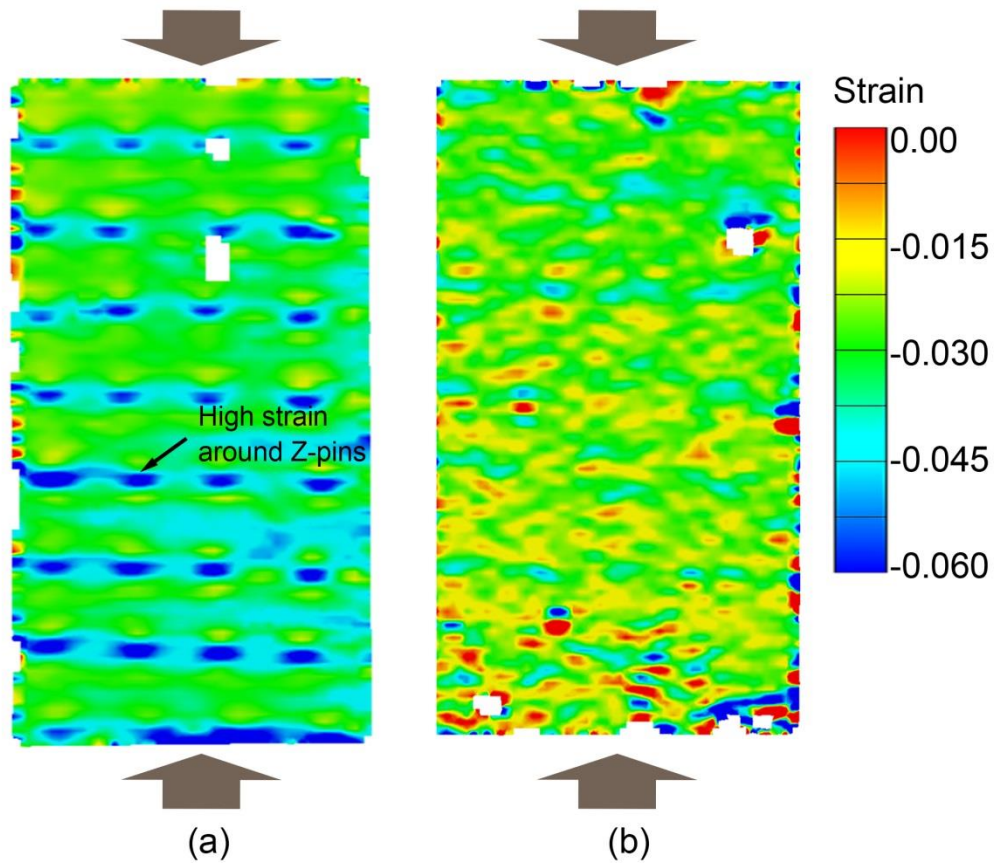 Strain
0.00
-0.015
-0.030
-0.045
-0.060
High strain
around Z-pins
(a)
(b)